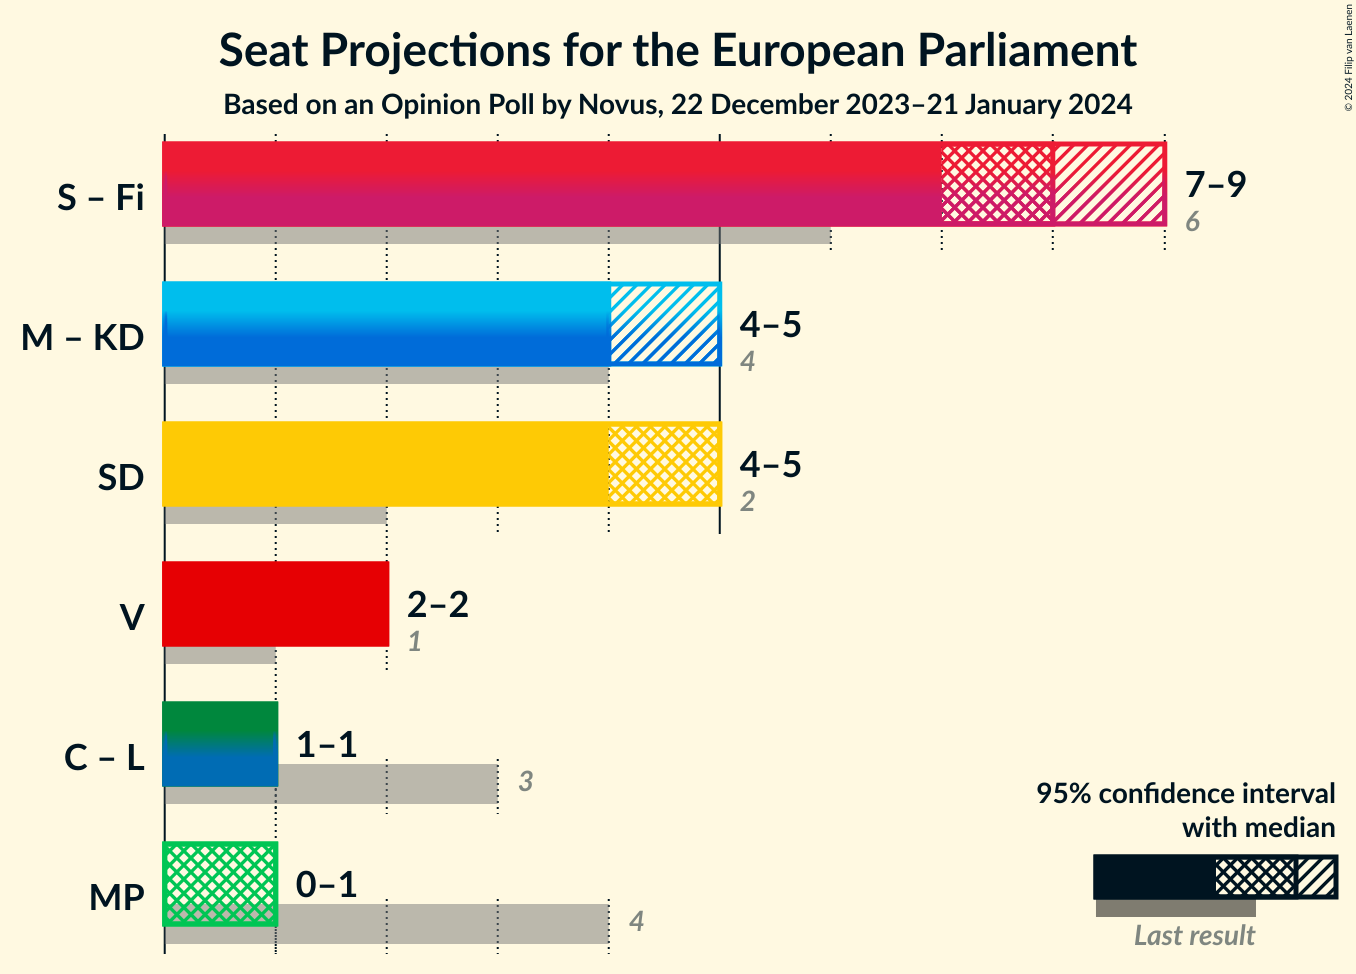 Seat Projections for the European Parliament
Based on an Opinion Poll by Novus, 22 December 2023–21 January 2024
© 2024 Filip van Laenen
S – Fi
7–9
6
M – KD
4–5
4
SD
4–5
2
V
2–2
1
C – L
1–1
3
MP
0–1
4
95% confidence interval
with median
Last result